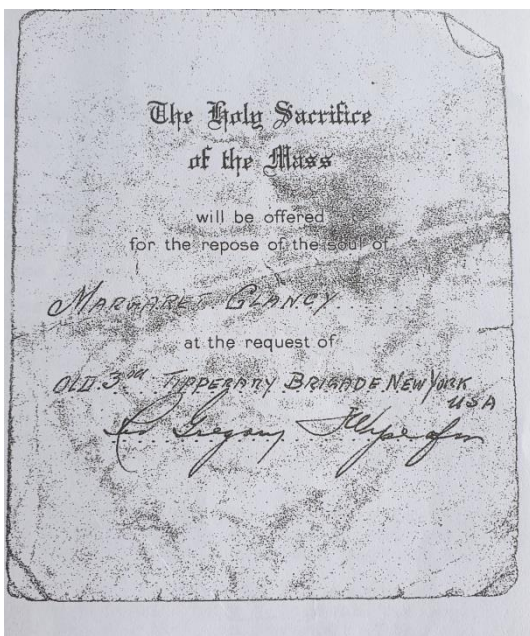 The Holy Sacrifice
of the Mass
will be offered
for the repose of the soul of
MARGARET GLANCY
at the request of
OLD 3RD TIPPERARY BRIGADE NEW YORK
USA
Gregory